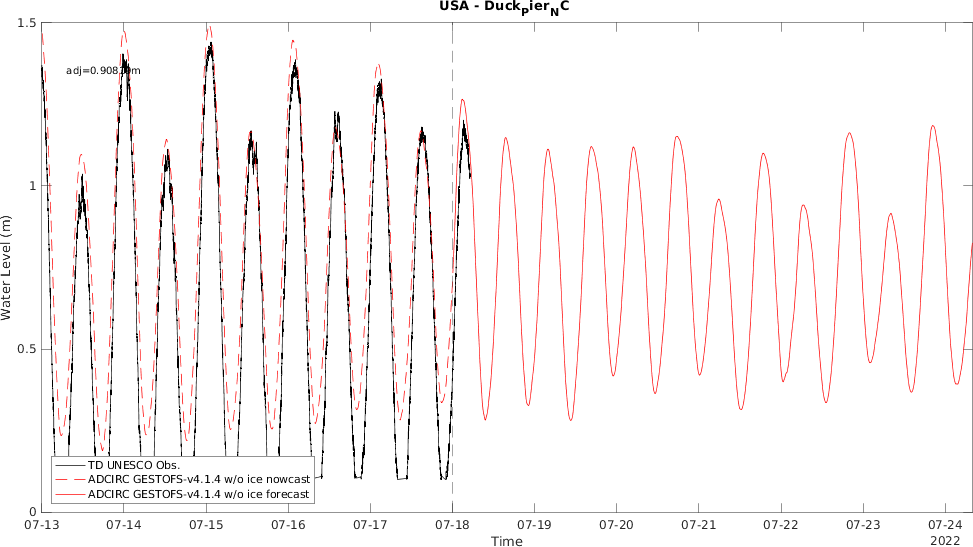 USA - DuckPierNC
1.5
adj=0.908
1
Water Level (m)
0.5
TD UNESCO Obs.
ADCIRC GESTOFS-v4.1.4 w/o ice nowcast
ADCIRC GESTOFS-v4.1.4 w/o ice forecast
0
07-13 07-14 07-15 07-16 07-17 07-18 07-19 07-20 07-21 07-22 07-23 07-24
Time 2022